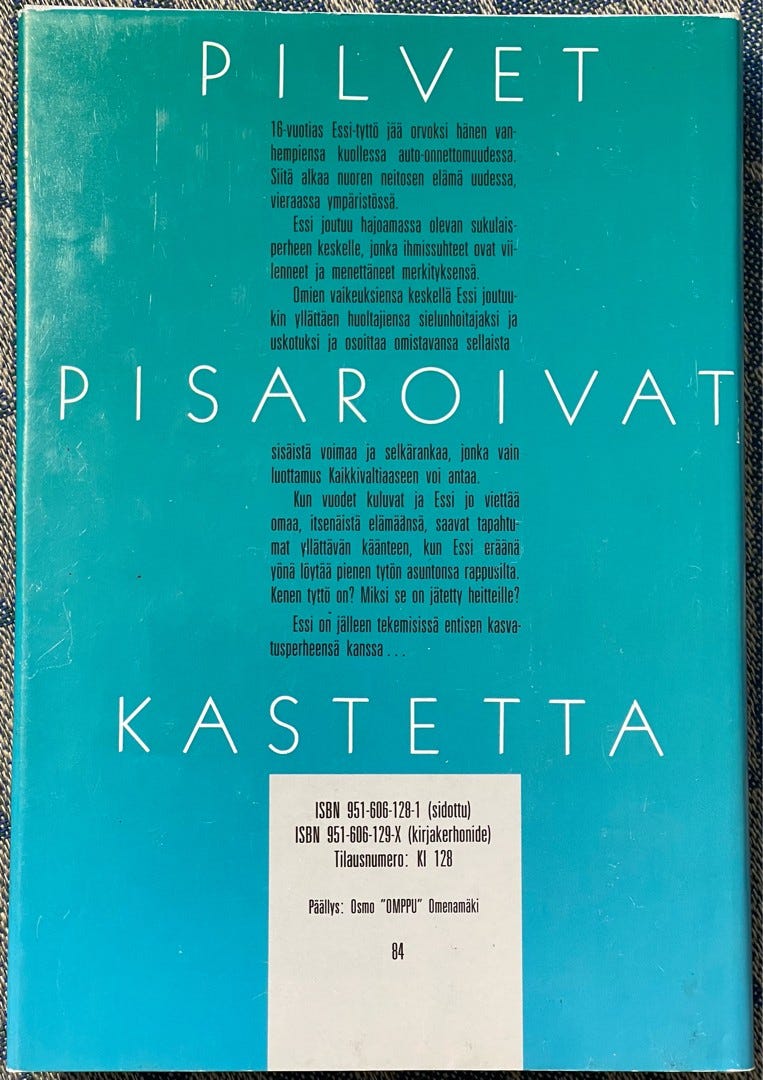 PILVET
16-vuotias Essi-tyttö jää orvoksi hänen van-
hempiensa kuollessa auto-onnettomuudessa.
Siitä alkaa nuoren neitosen elämä uudessa,
vieraassa ympäristössä.
Essi joutuu hajoamassa olevan sukulais-
perheen keskelle, jonka ihmissuhteet ovat vii-
lenneet ja menettäneet merkityksensä.
Omien vaikeuksiensa keskellä Essi joutuu-
kin yllättäen huoltajiensa sielunhoitajaksi ja
uskotuksi ja osoittaa omistavansa sellaista
PISAROIVAT
sisäistä voimaa ja selkärankaa, jonka vain
luottamus Kaikkivaltiaaseen voi antaa.
Kun vuodet kuluvat ja Essi jo viettää
omaa, itsenäistä elämäänsä, saavat tapahtu-
mat yllättävän käänteen, kun Essi eräänä
yönä löytää pienen tytön asuntonsa rappusilta.
Kenen tyttö on? Miksi se on jätetty heitteille?
Essi on jälleen tekemisissä entisen kasva-
tusperheensä kanssa...
KASTETTA
ISBN 951-606-128-1 (sidottu)
ISBN 951-606-129-X (kirjakerhonide)
Tilausnumero: KI 128
Päällys: Osmo "OMPPU" Omenamäki
84